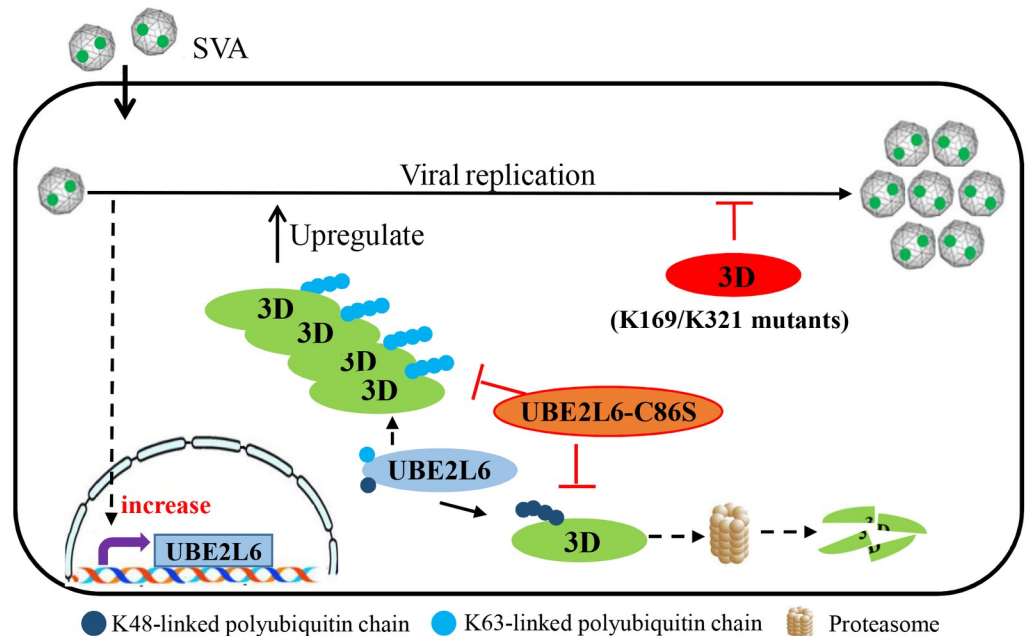 SVA
Viral replication
Upregulate
3D
3D
3D
3D
3D
(K169/K321 mutants)
UBE2L6-C86S
UBE2L6
increase
UBE2L6
3D
3D
D
K48-linked polyubiquitin chain
K63-linked polyubiquitin chain
Proteasome